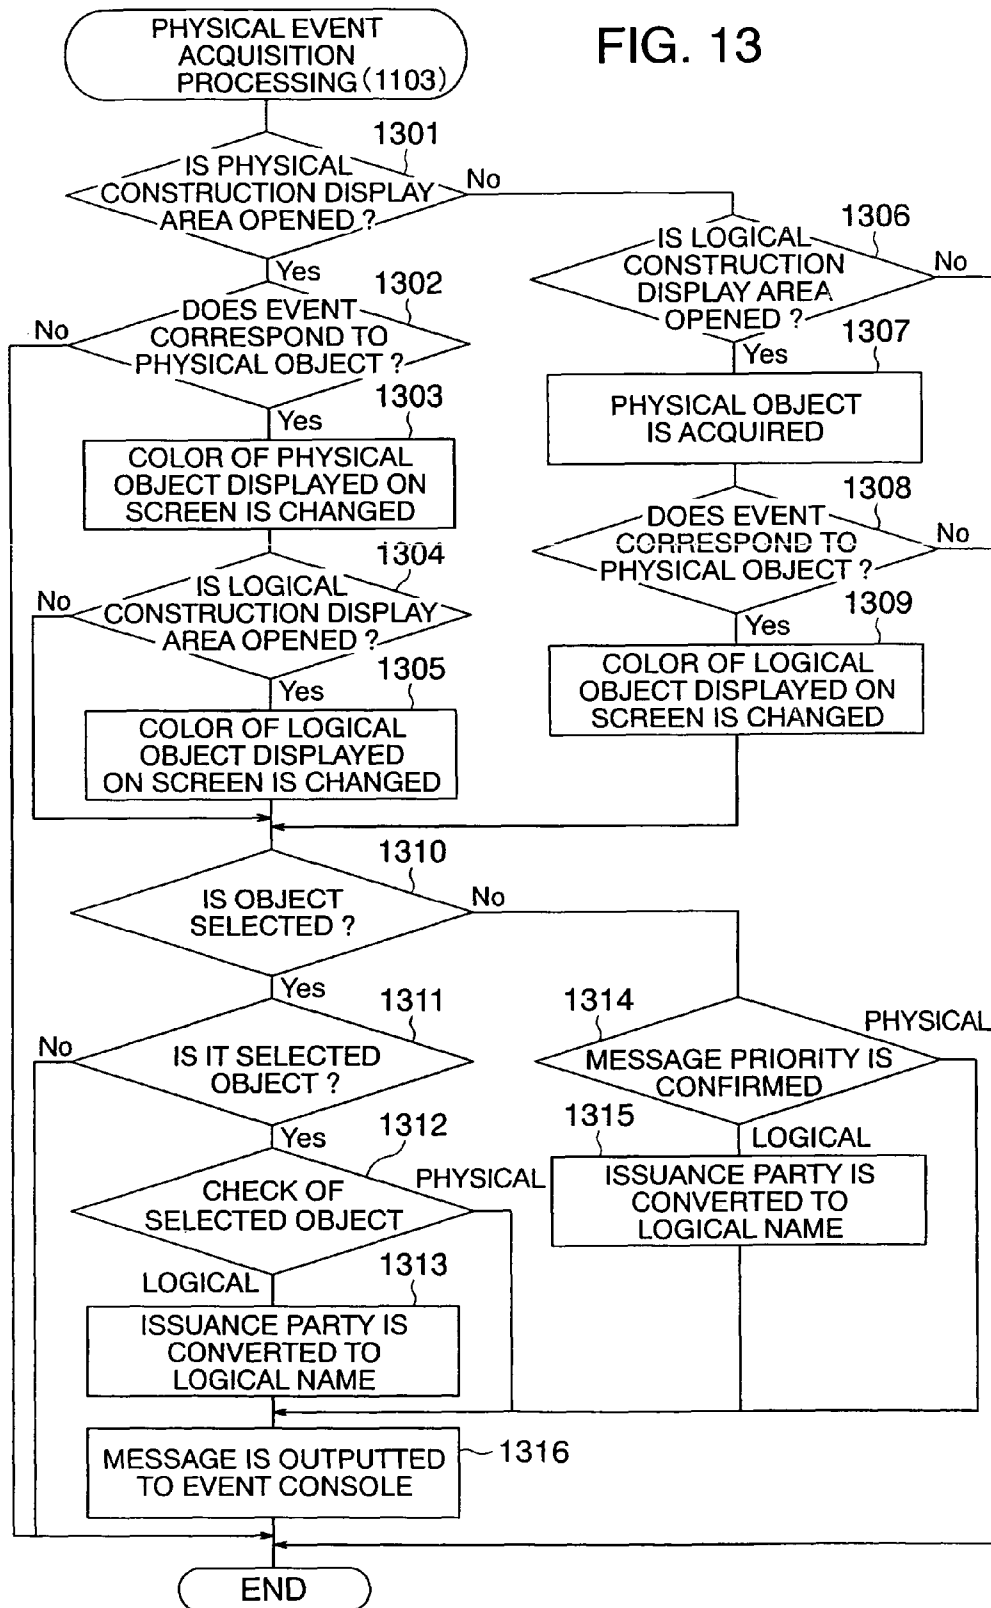 FIG. 13
PHYSICAL EVENT
ACQUISITION
PROCESSING (1103)
1301
IS PHYSICAL
CONSTRUCTION DISPLAY
AREA OPENED ?
No
Yes
1302
DOES EVENT
CORRESPOND TO
PHYSICAL OBJECT ?
No
Yes
1303
COLOR OF PHYSICAL
OBJECT DISPLAYED ON
SCREEN IS CHANGED
1304
IS LOGICAL
CONSTRUCTION DISPLAY
AREA OPENED ?
No
Yes
1305
COLOR OF LOGICAL
OBJECT DISPLAYED
ON SCREEN IS CHANGED
1306
IS LOGICAL
CONSTRUCTION
DISPLAY AREA
OPENED ?
No
Yes
1307
PHYSICAL OBJECT
IS ACQUIRED
1308
DOES EVENT
CORRESPOND TO
PHYSICAL OBJECT ?
No
Yes
1309
COLOR OF LOGICAL
OBJECT DISPLAYED ON
SCREEN IS CHANGED
1310
IS OBJECT
SELECTED ?
No
Yes
1311
IS IT SELECTED
OBJECT ?
No
Yes
1312
CHECK OF
SELECTED OBJECT
PHYSICAL
LOGICAL
1313
ISSUANCE PARTY IS
CONVERTED TO
LOGICAL NAME
1314
MESSAGE PRIORITY IS
CONFIRMED
PHYSICAL
LOGICAL
1315
ISSUANCE PARTY IS
CONVERTED TO
LOGICAL NAME
MESSAGE IS OUTPUTTED
TO EVENT CONSOLE
1316
END